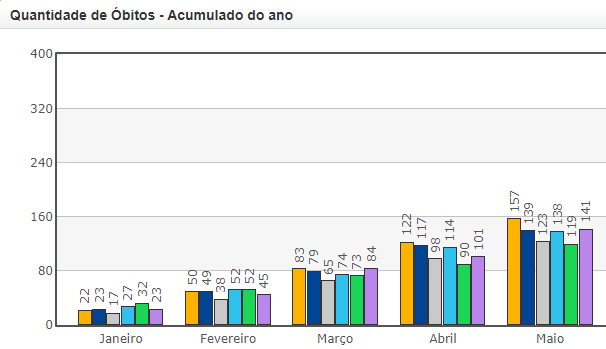 Quantidade de Óbitos - Acumulado do ano
400
320
240
160
80
0
22 23 17 27 32 23
50 49 38 52 52 45
83 79 65 74 73 84
122 117 98 114 90 101
157 139 123 138 119 141
Janeiro Fevereiro Março Abril Maio